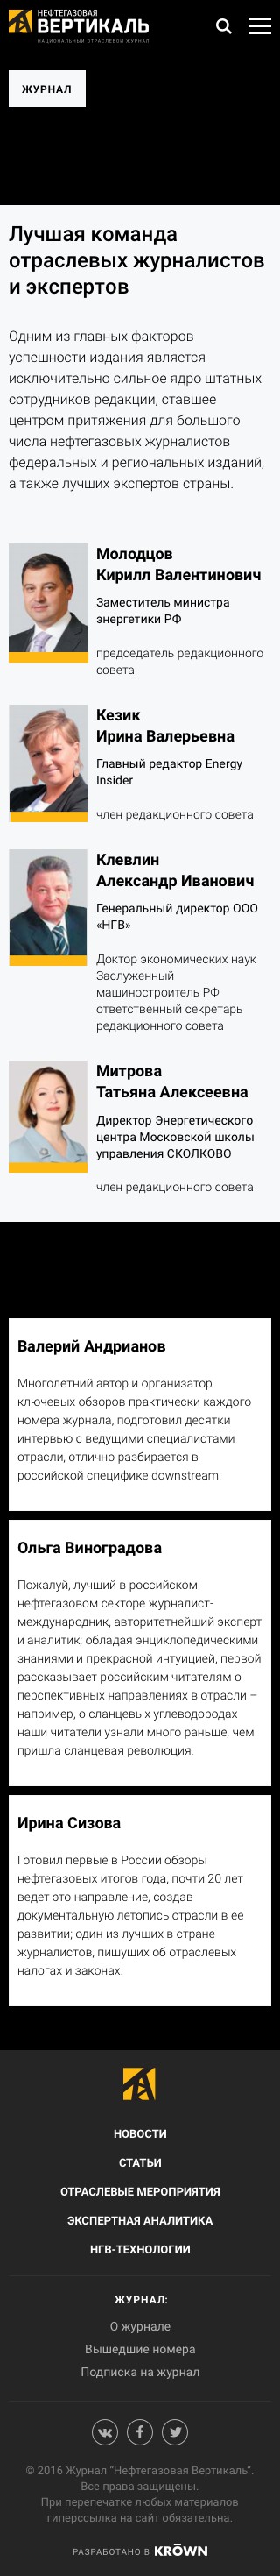 НЕФТЕГАЗОВАЯ
ВЕРТИКАЛЬ
НАЦИОНАЛЬНЫЙ ОТРАСЛЕВОЙ ЖУРНАЛ
ЖУРНАЛ
Лучшая команда
отраслевых журналистов
и экспертов
Одним из главных факторов
успешности издания является
исключительно сильное ядро штатных
сотрудников редакции, ставшее
центром притяжения для большого
числа нефтегазовых журналистов
федеральных и региональных изданий,
а также лучших экспертов страны.
Молодцов
Кирилл Валентинович
Заместитель министра
энергетики РФ
председатель редакционного
совета
Кезик
Ирина Валерьевна
Главный редактор Energy
Insider
член редакционного совета
Клевлин
Александр Иванович
Генеральный директор ООО
«НГВ»
Доктор экономических наук
Заслуженный
машиностроитель РФ
ответственный секретарь
редакционного совета
Митрова
Татьяна Алексеевна
Директор Энергетического
центра Московской школы
управления СКОЛКОВО
член редакционного совета
Валерий Андрианов
Многолетний автор и организатор
ключевых обзоров практически каждого
номера журнала, подготовил десятки
интервью с ведущими специалистами
отрасли, отлично разбирается в
российской специфике downstream.
Ольга Виноградова
Пожалуй, лучший в российском
нефтегазовом секторе журналист-
международник, авторитетнейший эксперт
и аналитик; обладая энциклопедическими
знаниями и прекрасной интуицией, первой
рассказывает российским читателям о
перспективных направлениях в отрасли –
например, о сланцевых углеводородах
наши читатели узнали много раньше, чем
пришла сланцевая революция.
Ирина Сизова
Готовил первые в России обзоры
нефтегазовых итогов года, почти 20 лет
ведет это направление, создав
документальную летопись отрасли в ее
развитии; один из лучших в стране
журналистов, пишущих об отраслевых
налогах и законах.
НОВОСТИ
СТАТЬИ
ОТРАСЛЕВЫЕ МЕРОПРИЯТИЯ
ЭКСПЕРТНАЯ АНАЛИТИКА
НГВ-ТЕХНОЛОГИИ
ЖУРНАЛ:
О журнале
Вышедшие номера
Подписка на журнал
© 2016 Журнал "Нефтегазовая Вертикаль".
Все права защищены.
При перепечатке любых материалов
гиперссылка на сайт обязательна.
РАЗРАБОТАНО В KRŌWN